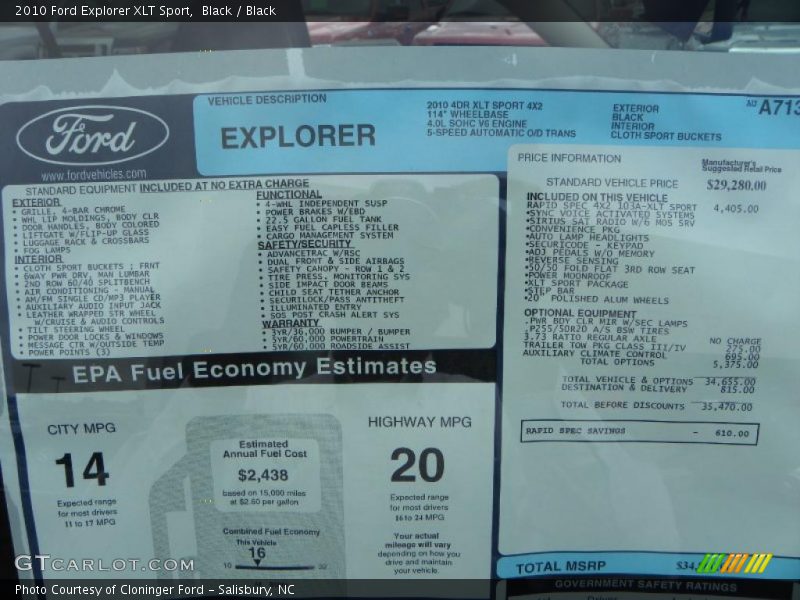 2010 Ford Explorer XLT Sport, Black / Black
Ford
www.fordvehicles.com
VEHICLE DESCRIPTION
EXPLORER
2010 4DR XLT SPORT 4X2
114" WHEELBASE
4.0L SOHC V6 ENGINE
5-SPEED AUTOMATIC O/D TRANS
EXTERIOR
BLACK
INTERIOR
CLOTH SPORT BUCKETS
A713
STANDARD EQUIPMENT INCLUDED AT NO EXTRA CHARGE
EXTERIOR
• GRILLE, 4-BAR CHROME
• WHL LIP MOLDINGS, BODY CLR
• DOOR HANDLES, BODY COLORED
• LIFTGATE W/FLIP-UP GLASS
• LUGGAGE RACK & CROSSBARS
• FOG LAMPS
INTERIOR
• CLOTH SPORT BUCKETS ; FRNT
• 6WAY PWR DRV, MAN LUMBAR
• 2ND ROW 60/40 SPLITBENCH
• AIR CONDITIONING - MANUAL
• AM/FM SINGLE CD/MP3 PLAYER
• AUXILIARY AUDIO INPUT JACK
• LEATHER WRAPPED STR WHEEL
W/CRUISE & AUDIO CONTROLS
• TILT STEERING WHEEL
• POWER DOOR LOCKS & WINDOWS
• MESSAGE CTR W/OUTSIDE TEMP
• POWER POINTS (3)
FUNCTIONAL
• 4-WHL INDEPENDENT SUSP
• POWER BRAKES W/EBD
• 22.5 GALLON FUEL TANK
• EASY FUEL CAPLESS FILLER
• CARGO MANAGEMENT SYSTEM
SAFETY/SECURITY
• ADVANCETRAC W/RSC
• DUAL FRONT & SIDE AIRBAGS
• SAFETY CANOPY - ROW 1 & 2
• TIRE PRESS. MONITORING SYS
• SIDE IMPACT DOOR BEAMS
• CHILD SEAT TETHER ANCHOR
• SECURILOCK/PASS ANTITHEFT
• ILLUMINATED ENTRY
• SOS POST CRASH ALERT SYS
WARRANTY
• 3YR/36,000 BUMPER / BUMPER
• 5YR/60,000 POWERTRAIN
• 5YR/60,000 ROADSIDE ASSIST
PRICE INFORMATION
Manufacturer's
Suggested Retail Price
STANDARD VEHICLE PRICE $29,280.00
INCLUDED ON THIS VEHICLE
RAPID SPEC 4X2 103A-XLT SPORT 4,405.00
•SYNC VOICE ACTIVATED SYSTEMS
•SIRIUS SAT RADIO W/6 MOS SRV
•CONVENIENCE PKG
•AUTO LAMP HEADLIGHTS
•SECURICODE - KEYPAD
•ADJ PEDALS W/O MEMORY
•REVERSE SENSING
•50/50 FOLD FLAT 3RD ROW SEAT
•POWER MOONROOF
•XLT SPORT PACKAGE
•STEP BAR
•20" POLISHED ALUM WHEELS
OPTIONAL EQUIPMENT
.PWR BDY CLR MIR W/SEC LAMPS
.P255/50R20 A/S BSW TIRES
3.73 RATIO REGULAR AXLE NO CHARGE
TRAILER TOW PKG CLASS III/IV 275.00
AUXILIARY CLIMATE CONTROL 695.00
TOTAL OPTIONS 5,375.00
TOTAL VEHICLE & OPTIONS 34,655.00
DESTINATION & DELIVERY 815.00
TOTAL BEFORE DISCOUNTS 35,470.00
RAPID SPEC SAVINGS - 610.00
TOTAL MSRP
GOVERNMENT SAFETY RATINGS
EPA Fuel Economy Estimates
CITY MPG
14
Expected range
for most drivers
11 to 17 MPG
Estimated
Annual Fuel Cost
$2,438
based on 15,000 miles
at $2.60 per gallon
Combined Fuel Economy
This Vehicle
16
10
HIGHWAY MPG
20
Expected range
for most drivers
16 to 24 MPG
Your actual
mileage will vary
depending on how you
drive and maintain
your vehicle.
GTCARLOT.COM
Photo Courtesy of Cloninger Ford - Salisbury, NC